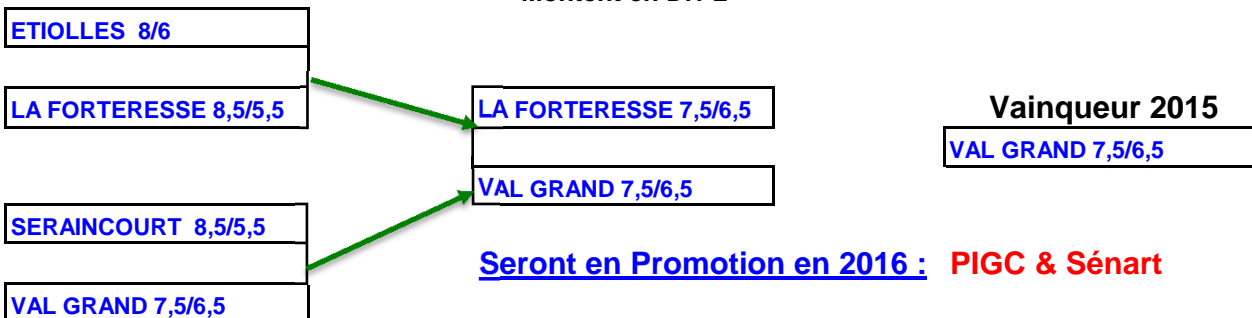 ETIOLLES 8/6
LA FORTERESSE 8,5/5,5
LA FORTERESSE 7,5/6,5
Vainqueur 2015
VAL GRAND 7,5/6,5
VAL GRAND 7,5/6,5
SERAINCOURT 8,5/5,5
Seront en Promotion en 2016 : PIGC & Sénart
VAL GRAND 7,5/6,5